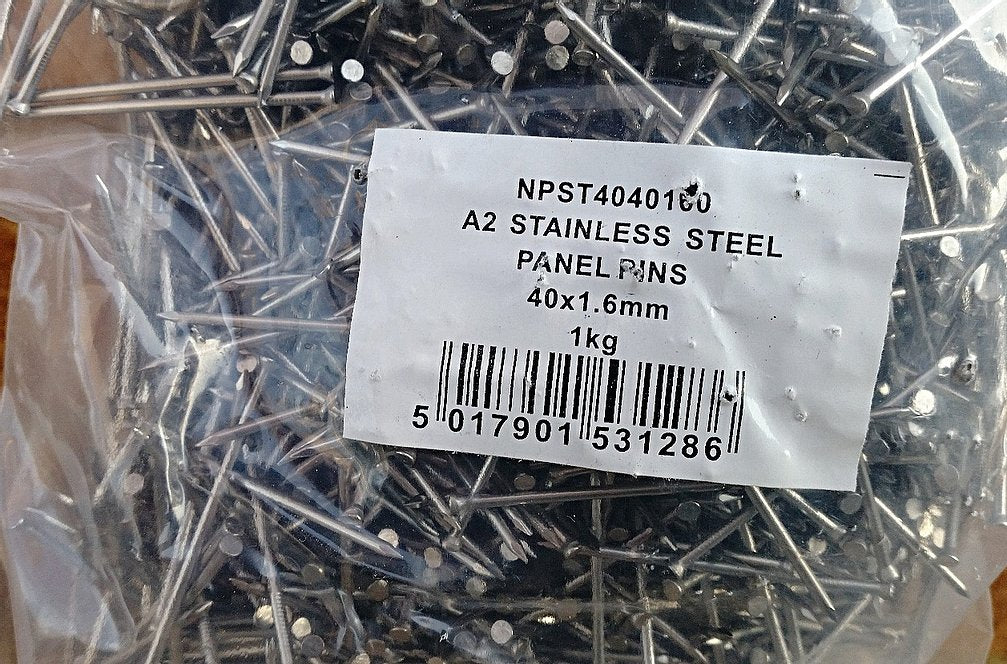 NPST4040160
A2 STAINLESS STEEL
PANEL PINS
40x1.6mm
1kg
5 017901 531286